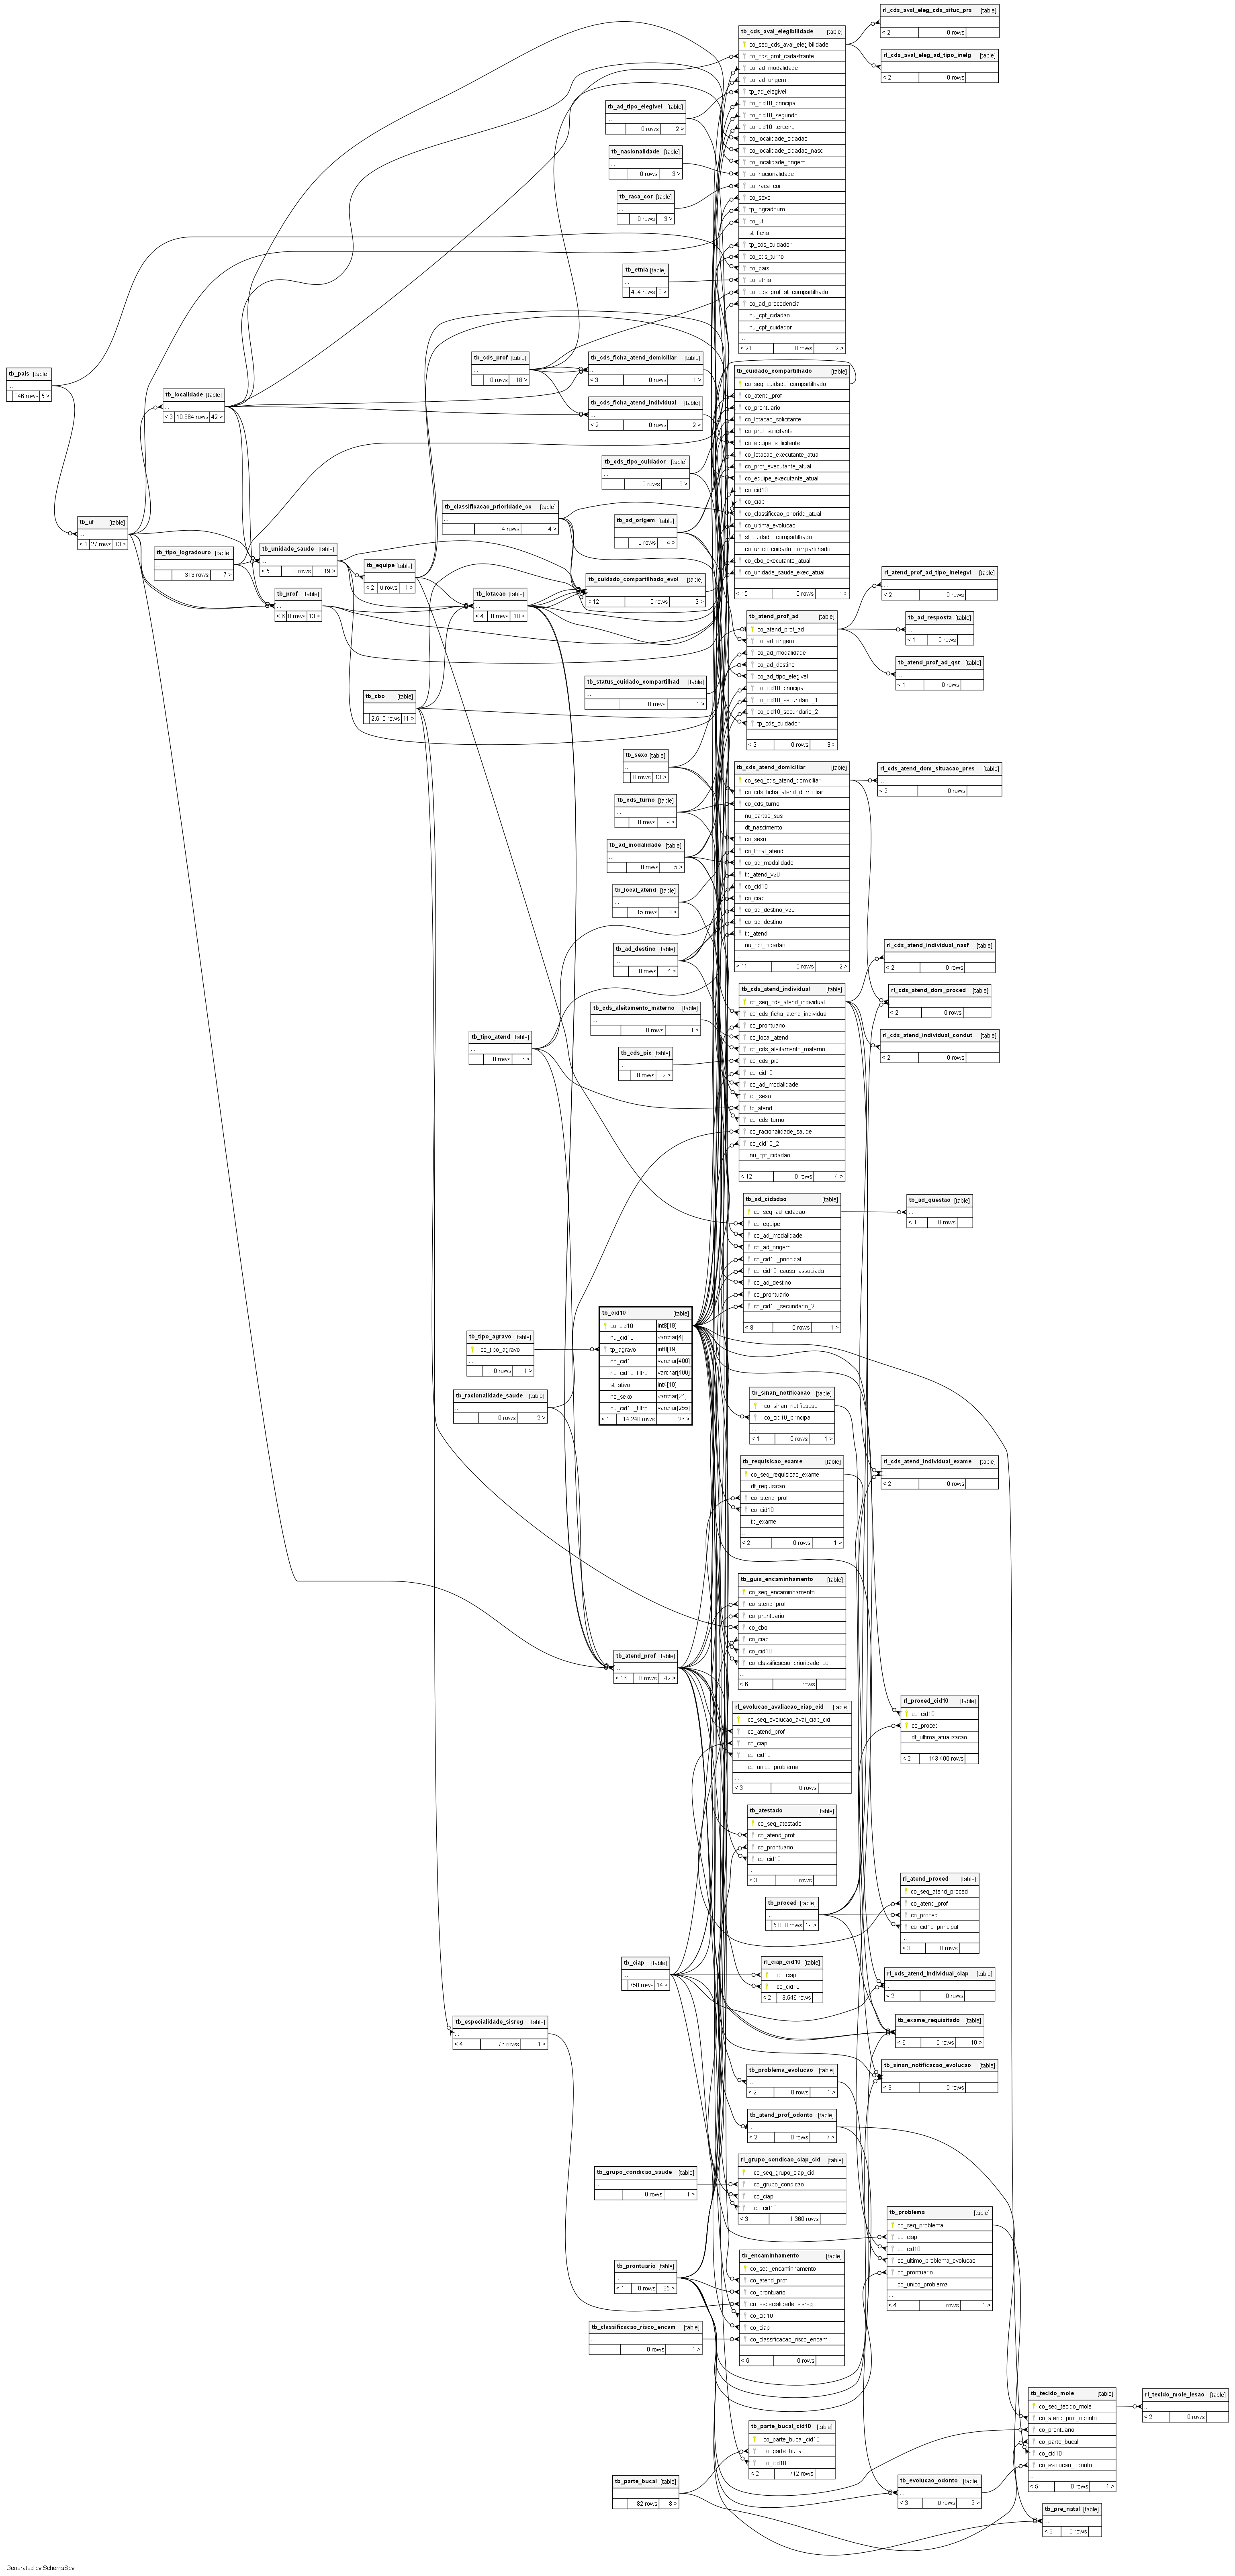 rl_cds_aval_eleg_cds_situc_prs [table]
...
< 2 0 rows
tb_cds_aval_elegibilidade [table]
co_seq_cds_aval_elegibilidade
co_cds_prof_cadastrante
co_ad_modalidade
co_ad_origem
tp_ad_elegivel
co_cid10_principal
co_cid10_segundo
co_cid10_terceiro
co_localidade_cidadao
co_localidade_cidadao_nasc
co_localidade_origem
co_nacionalidade
co_raca_cor
co_sexo
tp_logradouro
co_uf
st_ficha
tp_cds_cuidador
co_cds_turno
co_pais
co_etnia
co_cds_prof_at_compartilhado
co_ad_procedencia
nu_cpf_cidadao
nu_cpf_cuidador
...
< 21 0 rows 2 >
rl_cds_aval_eleg_ad_tipo_inelg [table]
...
< 2 0 rows
tb_ad_tipo_elegivel [table]
...
0 rows 2 >
tb_nacionalidade [table]
...
0 rows 3 >
tb_raca_cor [table]
...
0 rows 3 >
tb_etnia [table]
...
404 rows 3 >
tb_cds_prof [table]
...
0 rows 18 >
tb_cds_ficha_atend_domiciliar [table]
...
< 3 0 rows 1 >
tb_pais [table]
...
346 rows 5 >
tb_localidade [table]
...
< 3 10.864 rows 42 >
tb_cds_ficha_atend_individual [table]
...
< 2 0 rows 2 >
tb_cuidado_compartilhado [table]
co_seq_cuidado_compartilhado
co_atend_prof
co_prontuario
co_lotacao_solicitante
co_prof_solicitante
co_equipe_solicitante
co_lotacao_executante_atual
co_prof_executante_atual
co_equipe_executante_atual
co_cid10
co_ciap
co_classificac_priondd_atual
co_ultima_evolucao
st_cuidado_compartilhado
co_unico_cuidado_compartilhado
co_cbo_executante_atual
co_unidade_saude_exec_atual
...
< 15 0 rows 1 >
tb_cds_tipo_cuidador [table]
...
0 rows 3 >
tb_classificacao_prioridade_cc [table]
...
4 rows 4 >
tb_ad_origem [table]
...
0 rows 4 >
tb_uf [table]
...
< 1 27 rows 13 >
tb_tipo_logradouro [table]
...
313 rows 7 >
tb_unidade_saude [table]
...
< 5 0 rows 19 >
tb_equipe [table]
...
< 2 0 rows 11 >
tb_prof [table]
...
< 6 0 rows 13 >
tb_lotacao [table]
...
< 4 0 rows 18 >
tb_cuidado_compartilhado_evol [table]
...
< 12 0 rows 3 >
rl_atend_prof_ad_tipo_inelegvl [table]
...
< 2 0 rows
tb_atend_prof_ad [table]
co_atend_prof_ad
co_ad_origem
co_ad_modalidade
co_ad_destino
co_ad_tipo_elegivel
co_cid10_principal
co_cid10_secundario_1
co_cid10_secundario_2
tp_cds_cuidador
...
< 9 0 rows 3 >
tb_ad_resposta [table]
...
< 1 0 rows
tb_atend_prof_ad_qst [table]
...
< 1 0 rows
tb_status_cuidado_compartilhad [table]
...
0 rows 1 >
tb_cbo [table]
...
2.610 rows 11 >
tb_sexo [table]
...
0 rows 13 >
tb_cds_turno [table]
...
0 rows 9 >
tb_ad_modalidade [table]
...
0 rows 5 >
tb_local_atend [table]
...
15 rows 8 >
tb_ad_destino [table]
...
0 rows 4 >
tb_cds_atend_domiciliar [table]
co_seq_cds_atend_domiciliar
co_cds_ficha_atend_domiciliar
co_cds_turno
nu_cartao_sus
dt_nascimento
co_sexo
co_local_atend
co_ad_modalidade
tp_atend_v20
co_cid10
co_ciap
co_ad_destino_v20
co_ad_destino
tp_atend
nu_cpf_cidadao
...
< 11 0 rows 2 >
rl_cds_atend_dom_situacao_pres [table]
...
< 2 0 rows
rl_cds_atend_individual_nasf [table]
...
< 2 0 rows
rl_cds_atend_dom_proced [table]
...
< 2 0 rows
rl_cds_atend_individual_condut [table]
...
< 2 0 rows
tb_cds_atend_individual [table]
co_seq_cds_atend_individual
co_cds_ficha_atend_individual
co_prontuario
co_local_atend
co_cds_aleitamento_materno
co_cds_pic
co_cid10
co_ad_modalidade
co_sexo
tp_atend
co_cds_turno
co_racionalidade_saude
co_cid10_2
nu_cpf_cidadao
...
< 12 0 rows 4 >
tb_cds_aleitamento_materno [table]
...
0 rows 1 >
tb_tipo_atend [table]
...
0 rows 6 >
tb_cds_pic [table]
...
8 rows 2 >
tb_ad_cidadao [table]
co_seq_ad_cidadao
co_equipe
co_ad_modalidade
co_ad_origem
co_cid10_principal
co_cid10_causa_associada
co_ad_destino
co_prontuario
co_cid10_secundario_2
...
< 8 0 rows 1 >
tb_ad_questao [table]
...
< 1 0 rows
tb_cid10 [table]
co_cid10 int8[19]
nu_cid10 varchar[4]
tp_agravo int8[19]
no_cid10 varchar[400]
no_cid10_filtro varchar[400]
st_ativo int4[10]
no_sexo varchar[24]
nu_cid10_filtro varchar[255]
< 1 14.240 rows 26 >
tb_tipo_agravo [table]
co_tipo_agravo
...
0 rows 1 >
tb_racionalidade_saude [table]
...
0 rows 2 >
tb_sinan_notificacao [table]
co_sinan_notificacao
co_cid10_principal
...
< 1 0 rows 1 >
tb_requisicao_exame [table]
co_seq_requisicao_exame
dt_requisicao
co_atend_prof
co_cid10
tp_exame
...
< 2 0 rows 1 >
rl_cds_atend_individual_exame [table]
...
< 2 0 rows
tb_guia_encaminhamento [table]
co_seq_encaminhamento
co_atend_prof
co_prontuario
co_cbo
co_ciap
co_cid10
co_classificacao_prioridade_cc
...
< 6 0 rows
tb_atend_prof [table]
...
< 16 0 rows 42 >
rl_evolucao_avaliacao_ciap_cid [table]
co_seq_evolucao_aval_ciap_cid
co_atend_prof
co_ciap
co_cid10
co_unico_problema
...
< 3 0 rows
rl_proced_cid10 [table]
co_cid10
co_proced
dt_ultima_atualizacao
...
< 2 143.400 rows
tb_atestado [table]
co_seq_atestado
co_atend_prof
co_prontuario
co_cid10
...
< 3 0 rows
tb_proced [table]
...
5.080 rows 19 >
rl_atend_proced [table]
co_seq_atend_proced
co_atend_prof
co_proced
co_cid10_principal
...
< 3 0 rows
tb_ciap [table]
...
750 rows 14 >
rl_ciap_cid10 [table]
co_ciap
co_cid10
< 2 3.546 rows
rl_cds_atend_individual_ciap [table]
...
< 2 0 rows
tb_especialidade_sisreg [table]
...
< 4 76 rows 1 >
tb_exame_requisitado [table]
...
< 6 0 rows 10 >
tb_sinan_notificacao_evolucao [table]
...
< 3 0 rows
tb_problema_evolucao [table]
...
< 2 0 rows 1 >
tb_atend_prof_odonto [table]
...
< 2 0 rows 7 >
tb_grupo_condicao_saude [table]
...
0 rows 1 >
rl_grupo_condicao_ciap_cid [table]
co_seq_grupo_ciap_cid
co_grupo_condicao
co_ciap
co_cid10
< 3 1.360 rows
tb_problema [table]
co_seq_problema
co_ciap
co_cid10
co_ultimo_problema_evolucao
co_prontuario
co_unico_problema
...
< 4 0 rows 1 >
tb_prontuario [table]
...
< 1 0 rows 35 >
tb_encaminhamento [table]
co_seq_encaminhamento
co_atend_prof
co_prontuario
co_especialidade_sisreg
co_cid10
co_ciap
co_classificacao_risco_encam
...
< 6 0 rows
tb_classificacao_risco_encam [table]
...
0 rows 1 >
tb_tecido_mole [table]
co_seq_tecido_mole
co_atend_prof_odonto
co_prontuario
co_parte_bucal
co_cid10
co_evolucao_odonto
...
< 5 0 rows 1 >
rl_tecido_mole_lesao [table]
...
< 2 0 rows
tb_parte_bucal_cid10 [table]
co_parte_bucal_cid10
co_parte_bucal
co_cid10
< 2 712 rows
tb_parte_bucal [table]
...
82 rows 8 >
tb_evolucao_odonto [table]
...
< 3 0 rows 3 >
tb_pre_natal [table]
...
< 3 0 rows
Generated by SchemaSpy